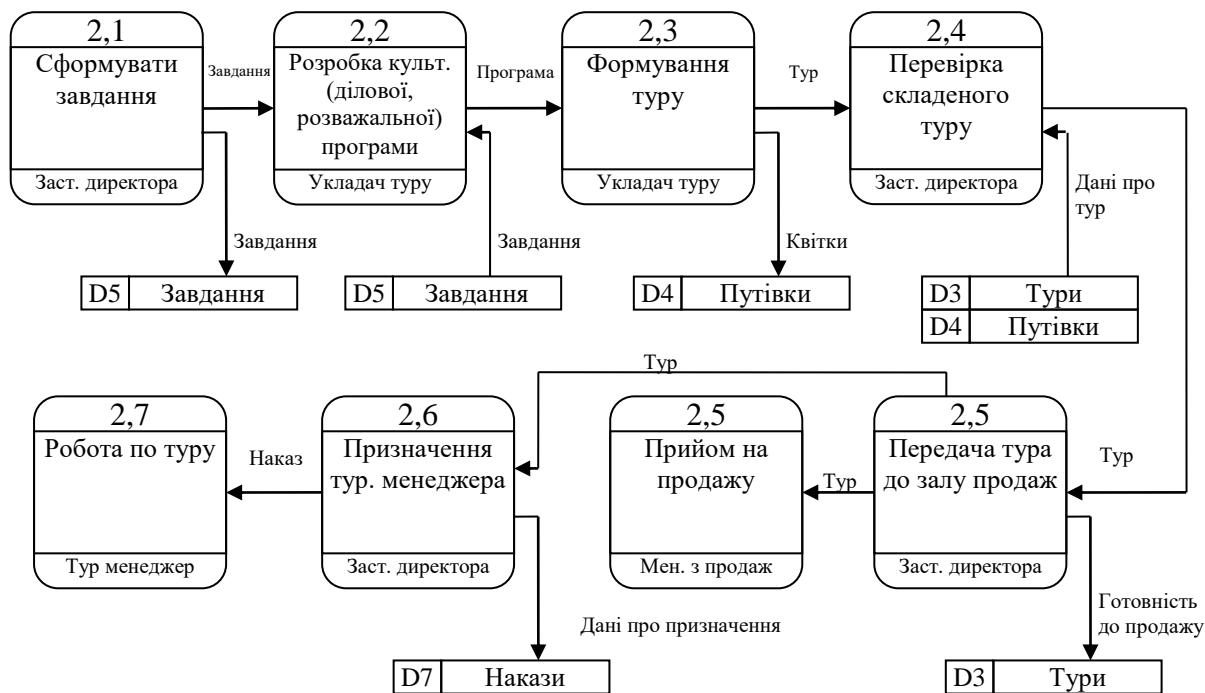 2,1
Сформувати
завдання
Заст. директора
Завдання
2,2
Розробка культ.
(ділової,
розважальної)
програми
Укладач туру
Програма
2,3
Формування
туру
Укладач туру
Тур
2,4
Перевірка
складеного
туру
Заст. директора
Дані про
тур
Завдання
Завдання
Квітки
D5 Завдання
D5 Завдання
D4 Путівки
D3 Тури
D4 Путівки
Тур
2,7
Робота по туру
Тур менеджер
Наказ
2,6
Призначення
тур. менеджера
Заст. директора
2,5
Прийом на
продажу
Мен. з продаж
Тур
2,5
Передача тура
до залу продаж
Заст. директора
Тур
Готовність
до продажу
Дані про призначення
D7 Накази
D3 Тури